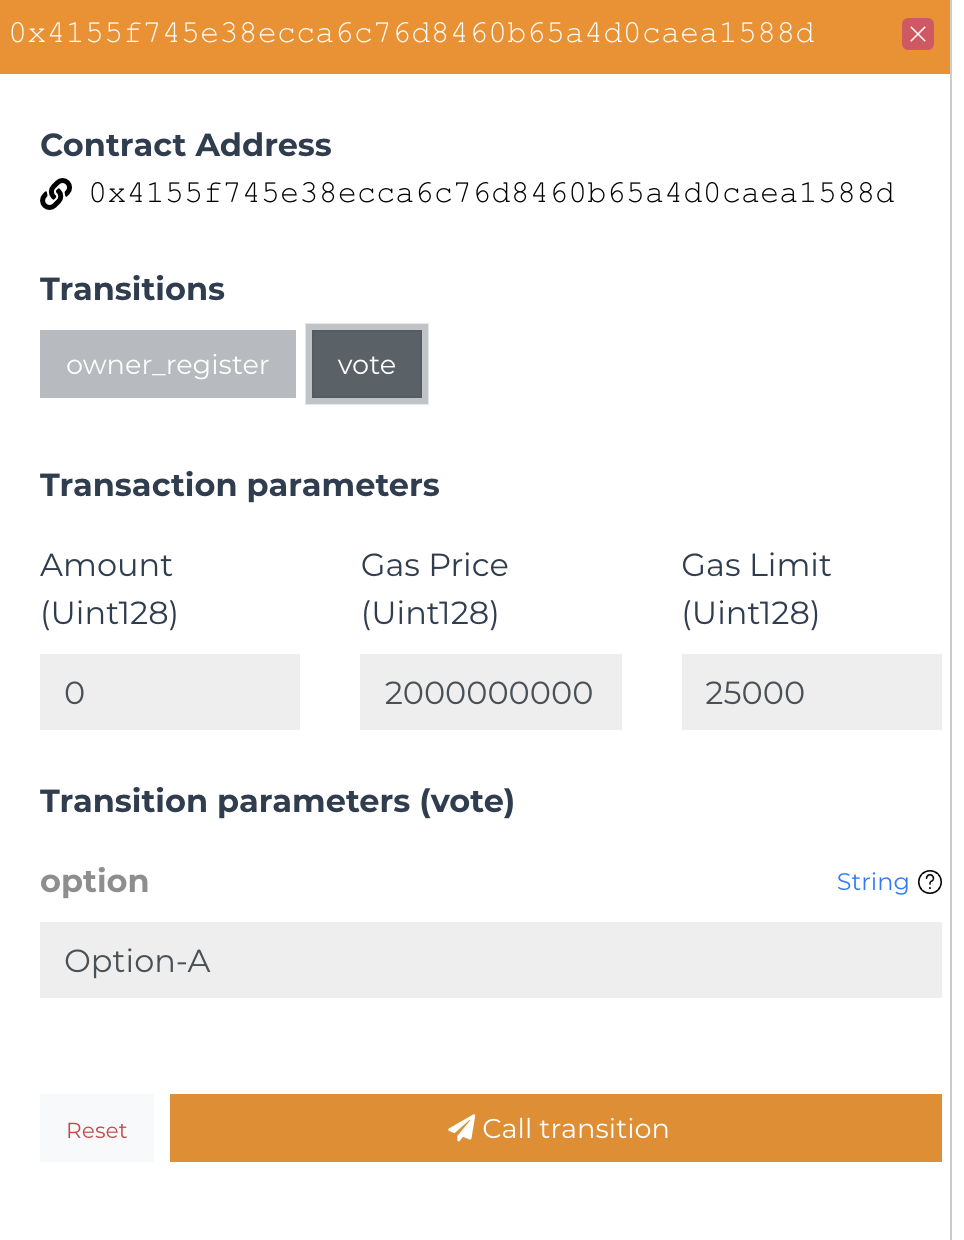 0x4155f745e38ecca6c76d8460b65a4d0caea1588d
Contract Address
0x4155f745e38ecca6c76d8460b65a4d0caea1588d
Transitions
owner_register vote
Transaction parameters
Amount (Uint128)
Gas Price (Uint128)
Gas Limit (Uint128)
0 2000000000 25000
Transition parameters (vote)
option String ?
Option-A
Reset Call transition